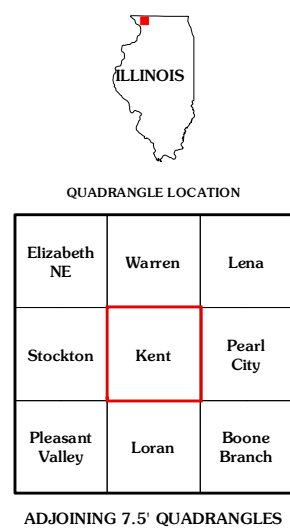 ILLINOIS
QUADRANGLE LOCATION
Elizabeth
NE
Warren
Lena
Stockton
Kent
Pearl
City
Pleasant
Valley
Loran
Boone
Branch
ADJOINING 7.5' QUADRANGLES